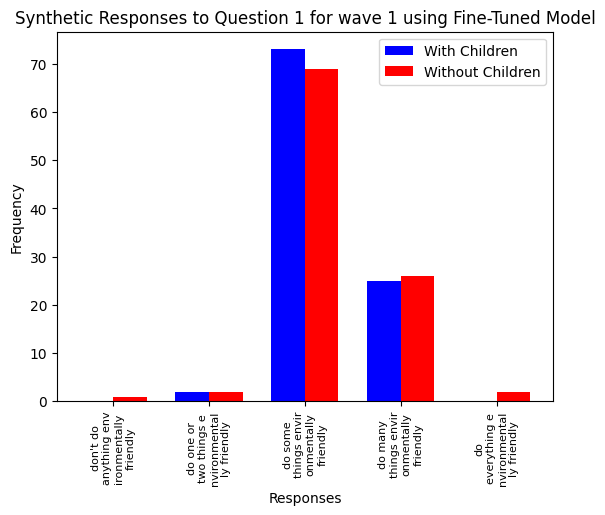 Synthetic Responses to Question 1 for wave 1 using Fine-Tuned Model
With Children
Without Children
Frequency
70
60
50
40
30
20
10
0
don't do
anything env
ironmentally
friendly
do one or
two things e
nvironmental
ly friendly
do some
things envir
onmentally
friendly
do many
things envir
onmentally
friendly
do
everything e
nvironmental
ly friendly
Responses